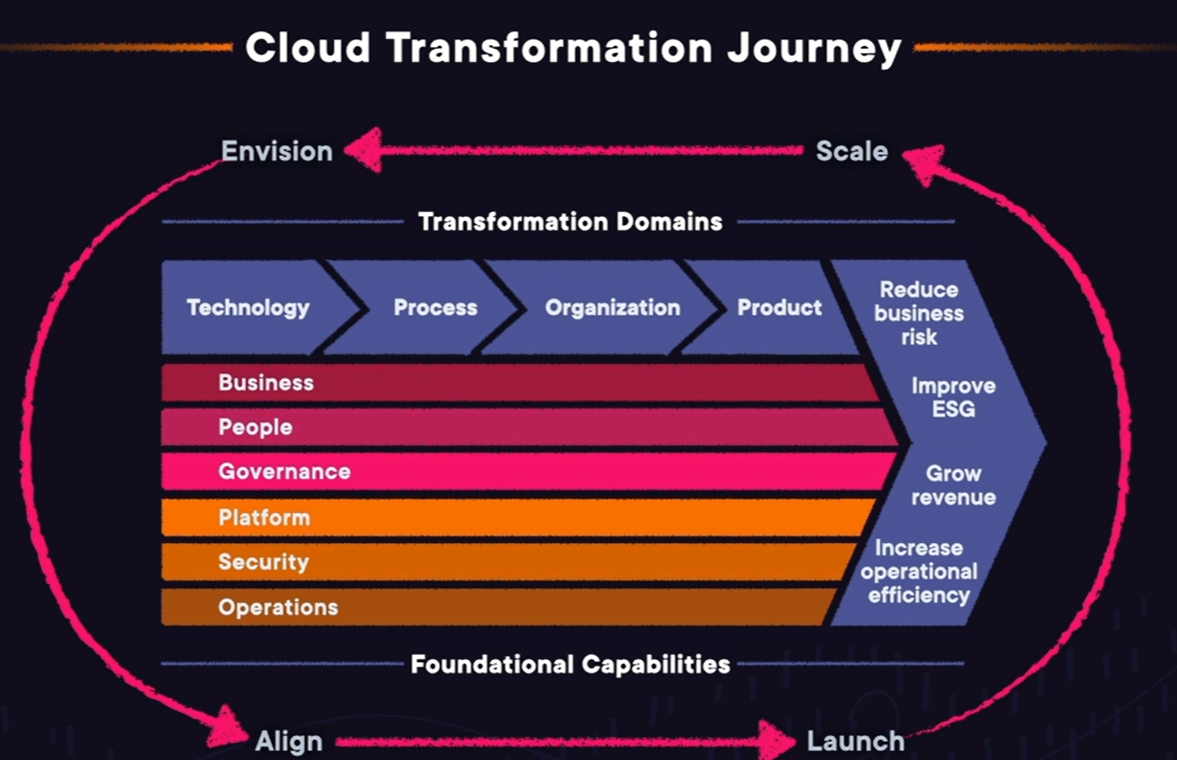 Cloud Transformation Journey
Envision
Scale
Transformation Domains
Technology
Process
Organization
Product
Reduce
business
risk
Improve
ESG
Grow
revenue
Increase
operational
efficiency
Business
People
Governance
Platform
Security
Operations
Foundational Capabilities
Align
Launch